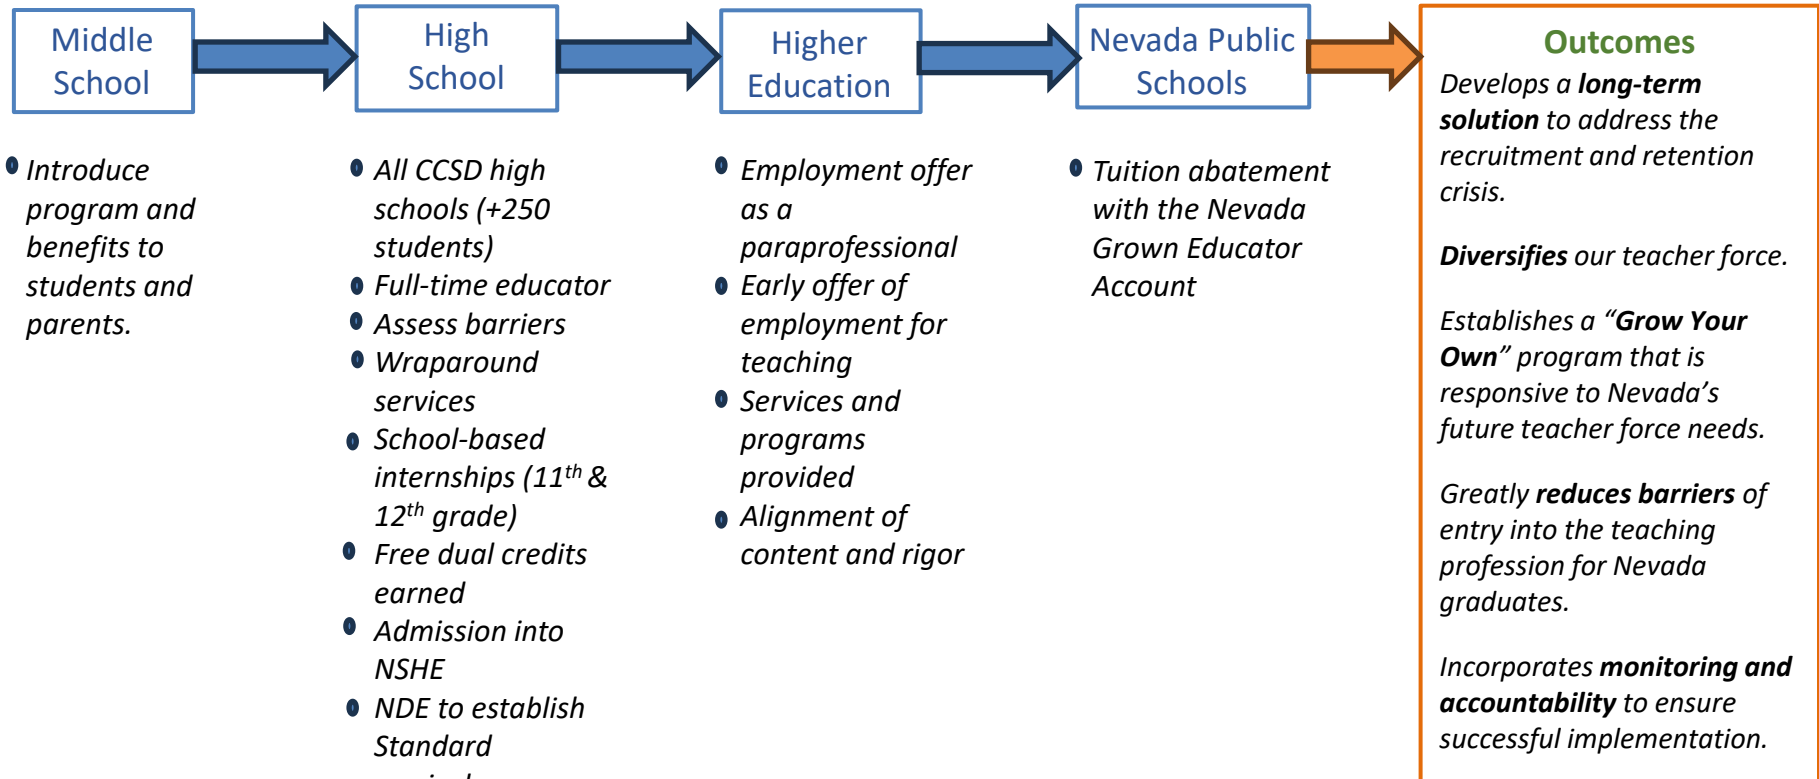 Middle
School
High
School
Higher
Education
Nevada Public
Schools
Introduce
program and
benefits to
students and
parents.
All CCSD high
schools (+250
students)
Full-time educator
Assess barriers
Wraparound
services
School-based
internships (11th &
12th grade)
Free dual credits
earned
Admission into
NSHE
NDE to establish
Standard
Employment offer
as a
paraprofessional
Early offer of
employment for
teaching
Services and
programs
provided
Alignment of
content and rigor
Tuition abatement
with the Nevada
Grown Educator
Account
Outcomes
Develops a long-term
solution to address the
recruitment and retention
crisis.
Diversifies our teacher force.
Establishes a “Grow Your
Own” program that is
responsive to Nevada’s
future teacher force needs.
Greatly reduces barriers of
entry into the teaching
profession for Nevada
graduates.
Incorporates monitoring and
accountability to ensure
successful implementation.